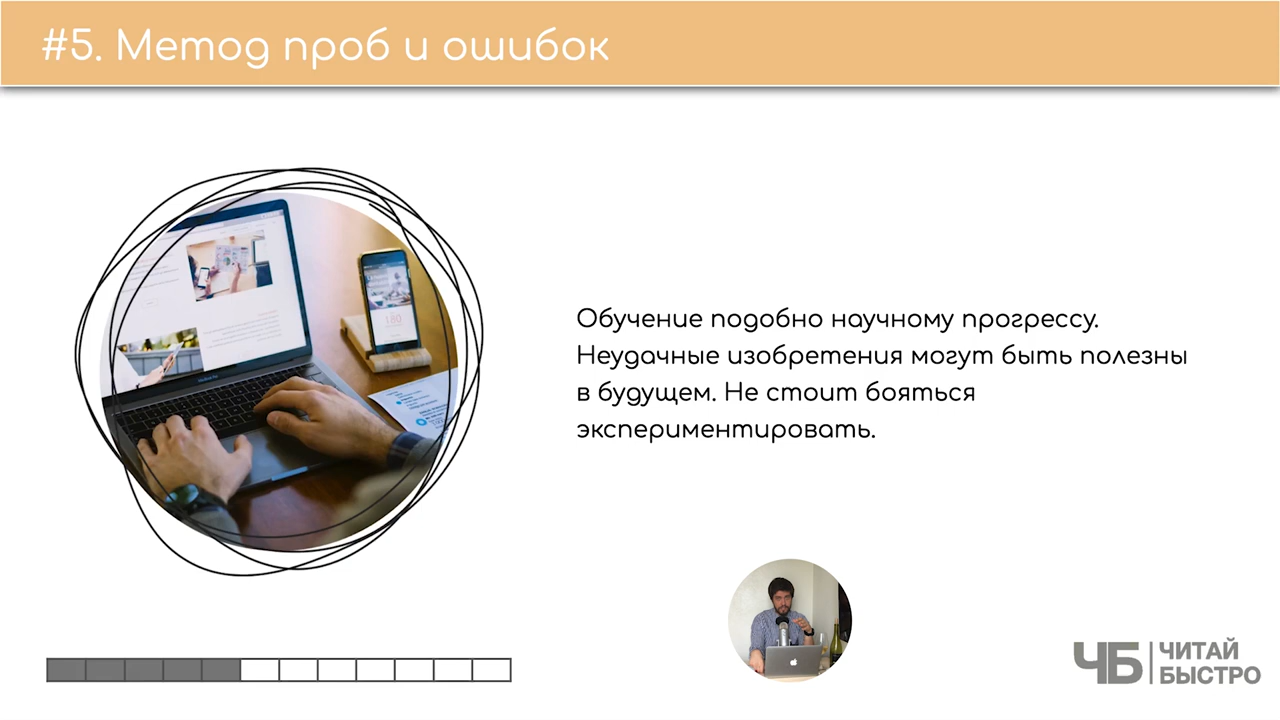 #5. Метод проб и ошибок
Обучение подобно научному прогрессу.
Неудачные изобретения могут быть полезны
в будущем. Не стоит бояться
экспериментировать.
ЧБ
ЧИТАЙ
БЫСТРО